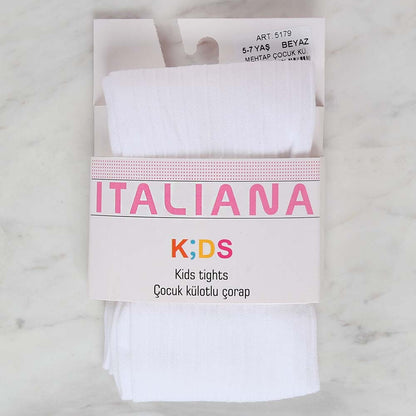 ART. 5179
5-7 YAŞ BEYAZ
MEHTAP ÇOCUK KÜ
ITALIANA
K;DS
Kids tights
Çocuk külotlu çorap